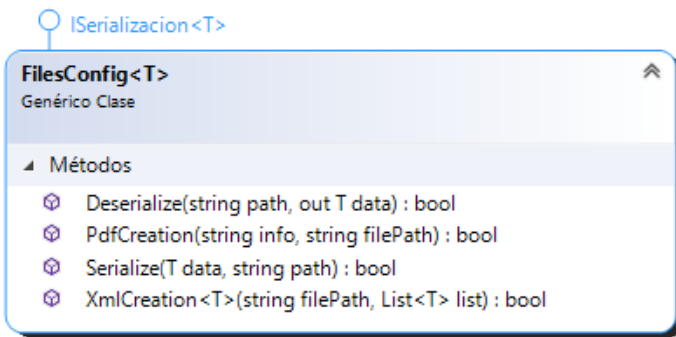 ISerializacion<T>
FilesConfig<T>
Genérico Clase
Métodos
Deserialize(string path, out T data) : bool
PdfCreation(string info, string filePath) : bool
Serialize(T data, string path) : bool
XmlCreation<T>(string filePath, List<T> list) : bool